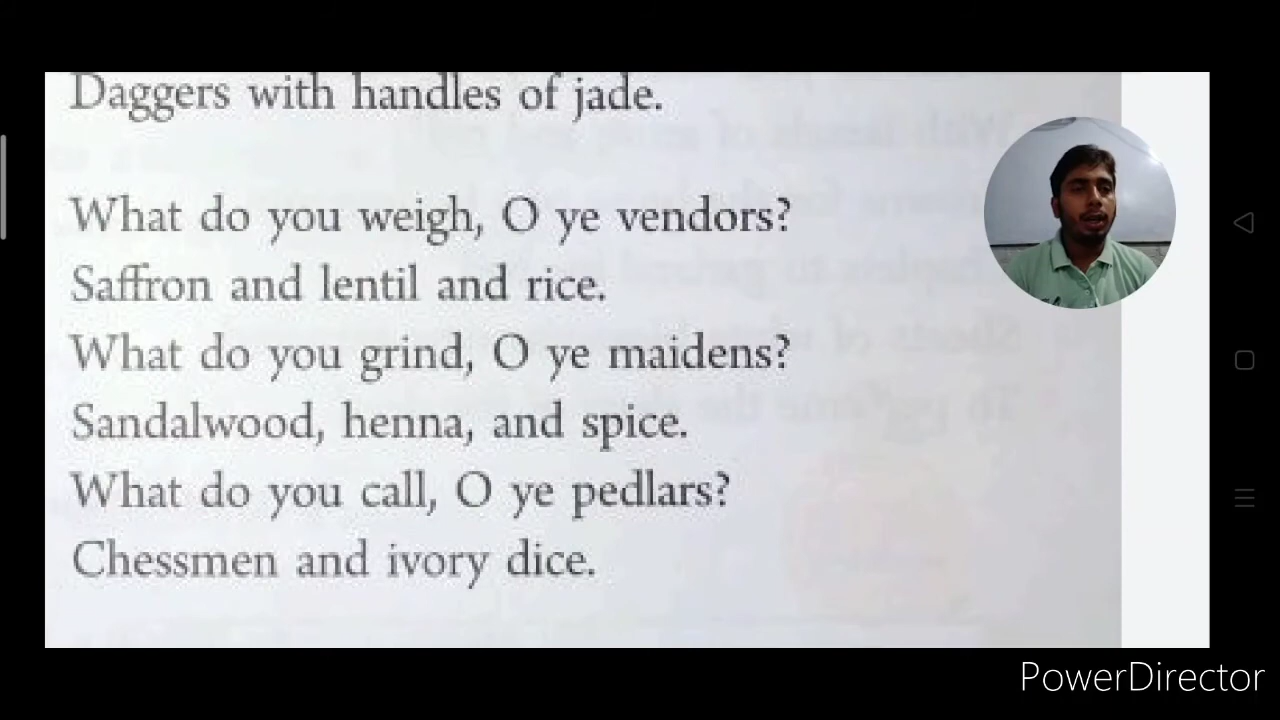 Daggers with handles of jade.
What do you weigh, O ye vendors?
Saffron and lentil and rice.
What do you grind, O ye maidens?
Sandalwood, henna, and spice.
What do you call, O ye pedlars?
Chessmen and ivory dice.
PowerDirector